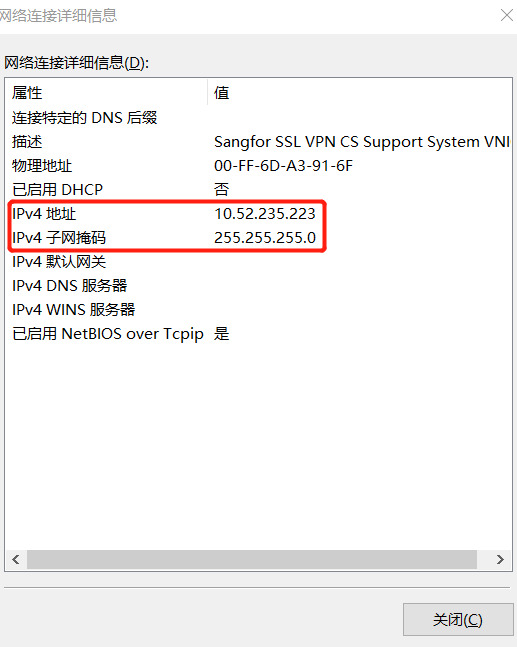 网络连接详细信息
网络连接详细信息(D):
属性 值
连接特定的 DNS 后缀
描述 Sangfor SSL VPN CS Support System VNI
物理地址 00-FF-6D-A3-91-6F
已启用 DHCP 否
IPv4 地址 10.52.235.223
IPv4 子网掩码 255.255.255.0
IPv4 默认网关
IPv4 DNS 服务器
IPv4 WINS 服务器
已启用 NetBIOS over Tcpip 是
关闭(C)